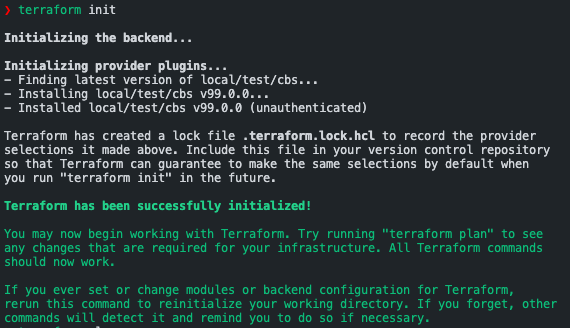 ❯ terraform init
Initializing the backend...
Initializing provider plugins...
- Finding latest version of local/test/cbs...
- Installing local/test/cbs v99.0.0...
- Installed local/test/cbs v99.0.0 (unauthenticated)
Terraform has created a lock file .terraform.lock.hcl to record the provider
selections it made above. Include this file in your version control repository
so that Terraform can guarantee to make the same selections by default when
you run "terraform init" in the future.
Terraform has been successfully initialized!
You may now begin working with Terraform. Try running "terraform plan" to see
any changes that are required for your infrastructure. All Terraform commands
should now work.
If you ever set or change modules or backend configuration for Terraform,
rerun this command to reinitialize your working directory. If you forget, other
commands will detect it and remind you to do so if necessary.